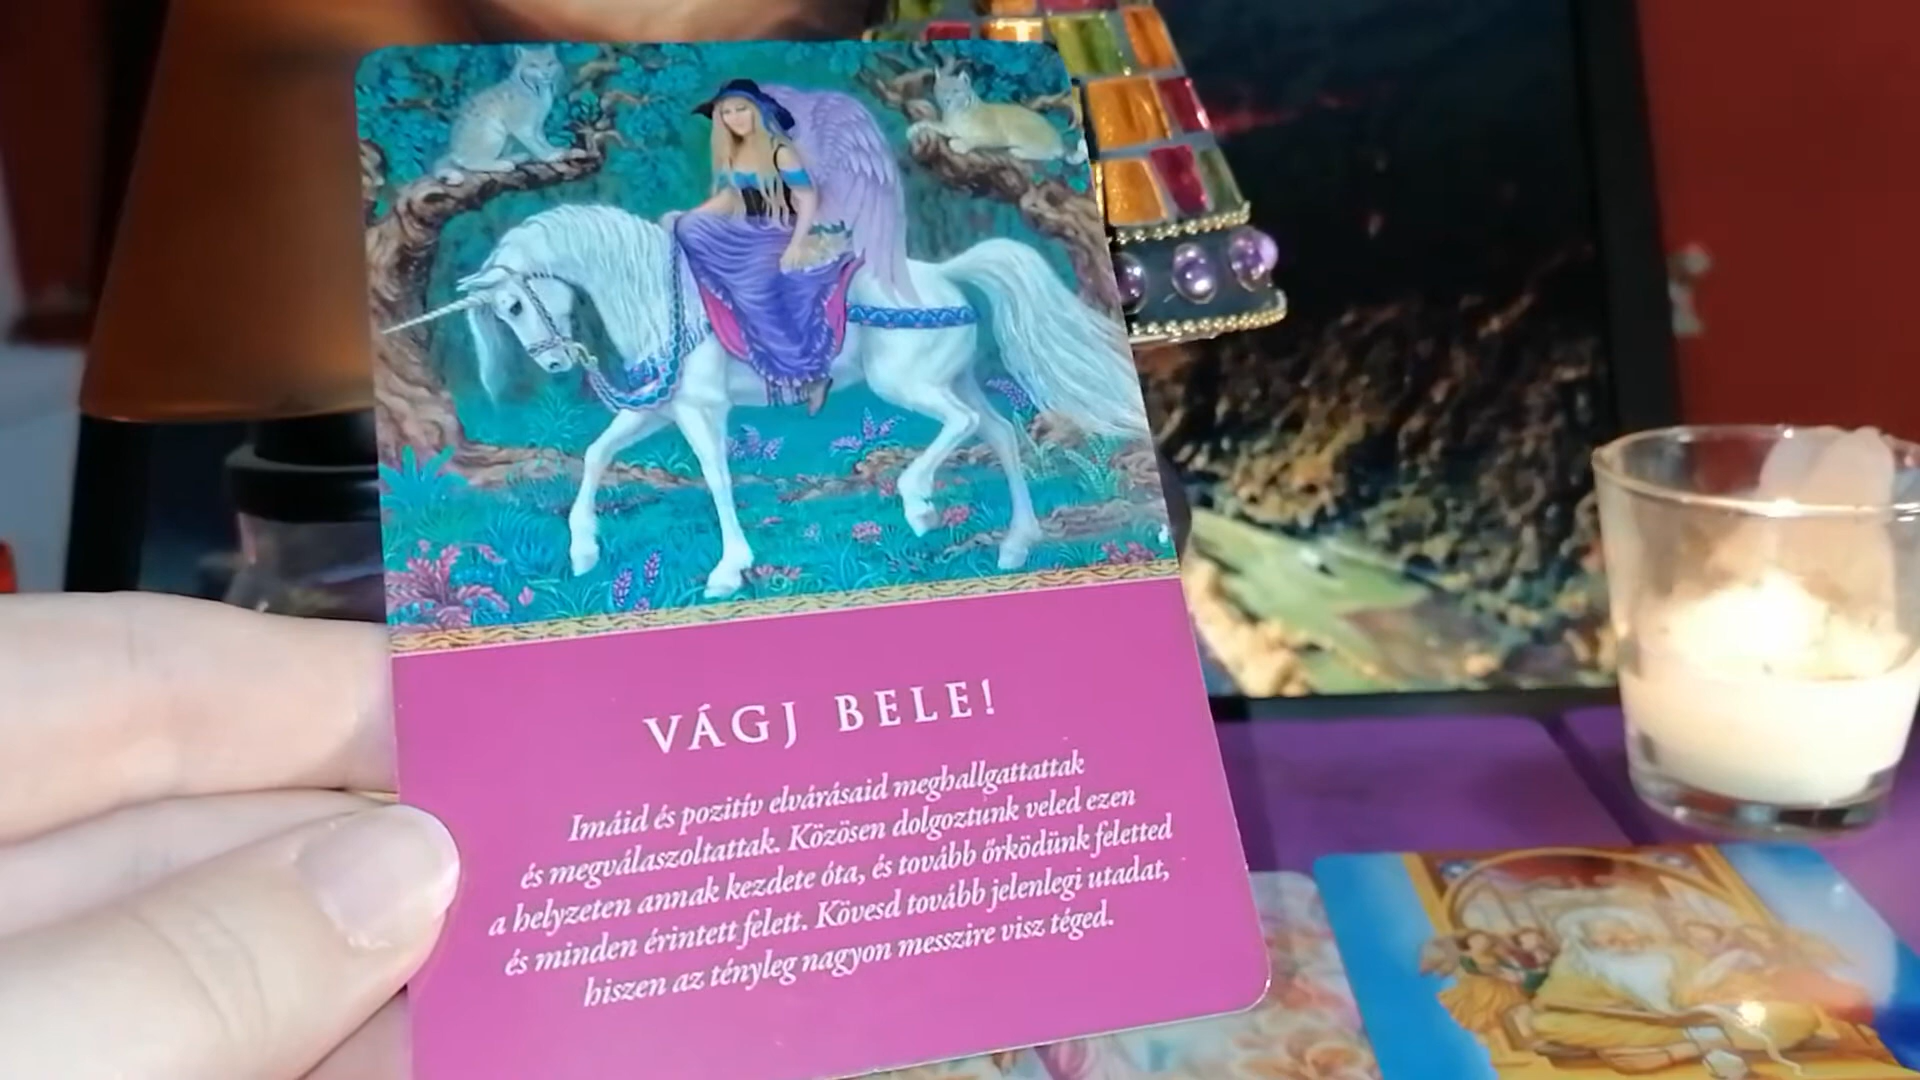 VÁGJ BELE!
Imáid és pozitív elvárásaid meghallgattattak
és megválaszoltattak. Közösen dolgoztunk veled ezen
a helyzeten annak kezdete óta, és tovább őrködünk feletted
és minden érintett felett. Kövesd tovább jelenlegi utadat,
hiszen az tényleg nagyon messzire visz téged.